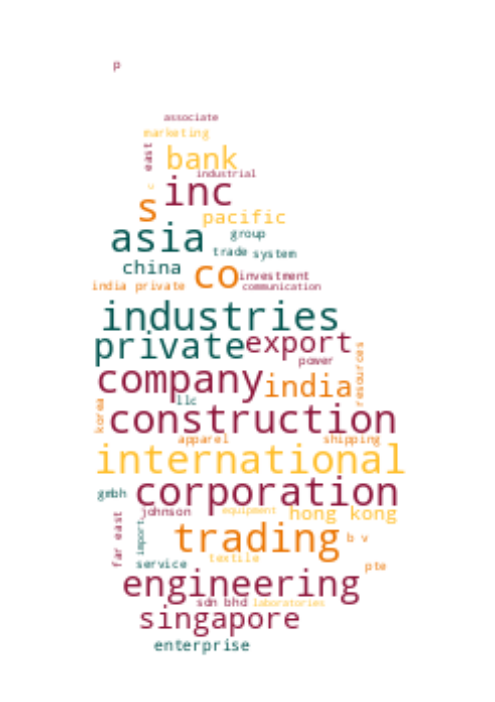 p
associate
marketing
east
bank
industrial
c
inc
s
pacific
asia
group
trade system
china
co
investment
india private
communication
industries
private
export
power
company
india
resources
llc
korea
construction
apparel
shipping
international
gmbh
corporation
johnson
equipment
hong kong
far east
import
trading
b v
textile
service
pte
engineering
sdn bhd
laboratories
singapore
enterprise